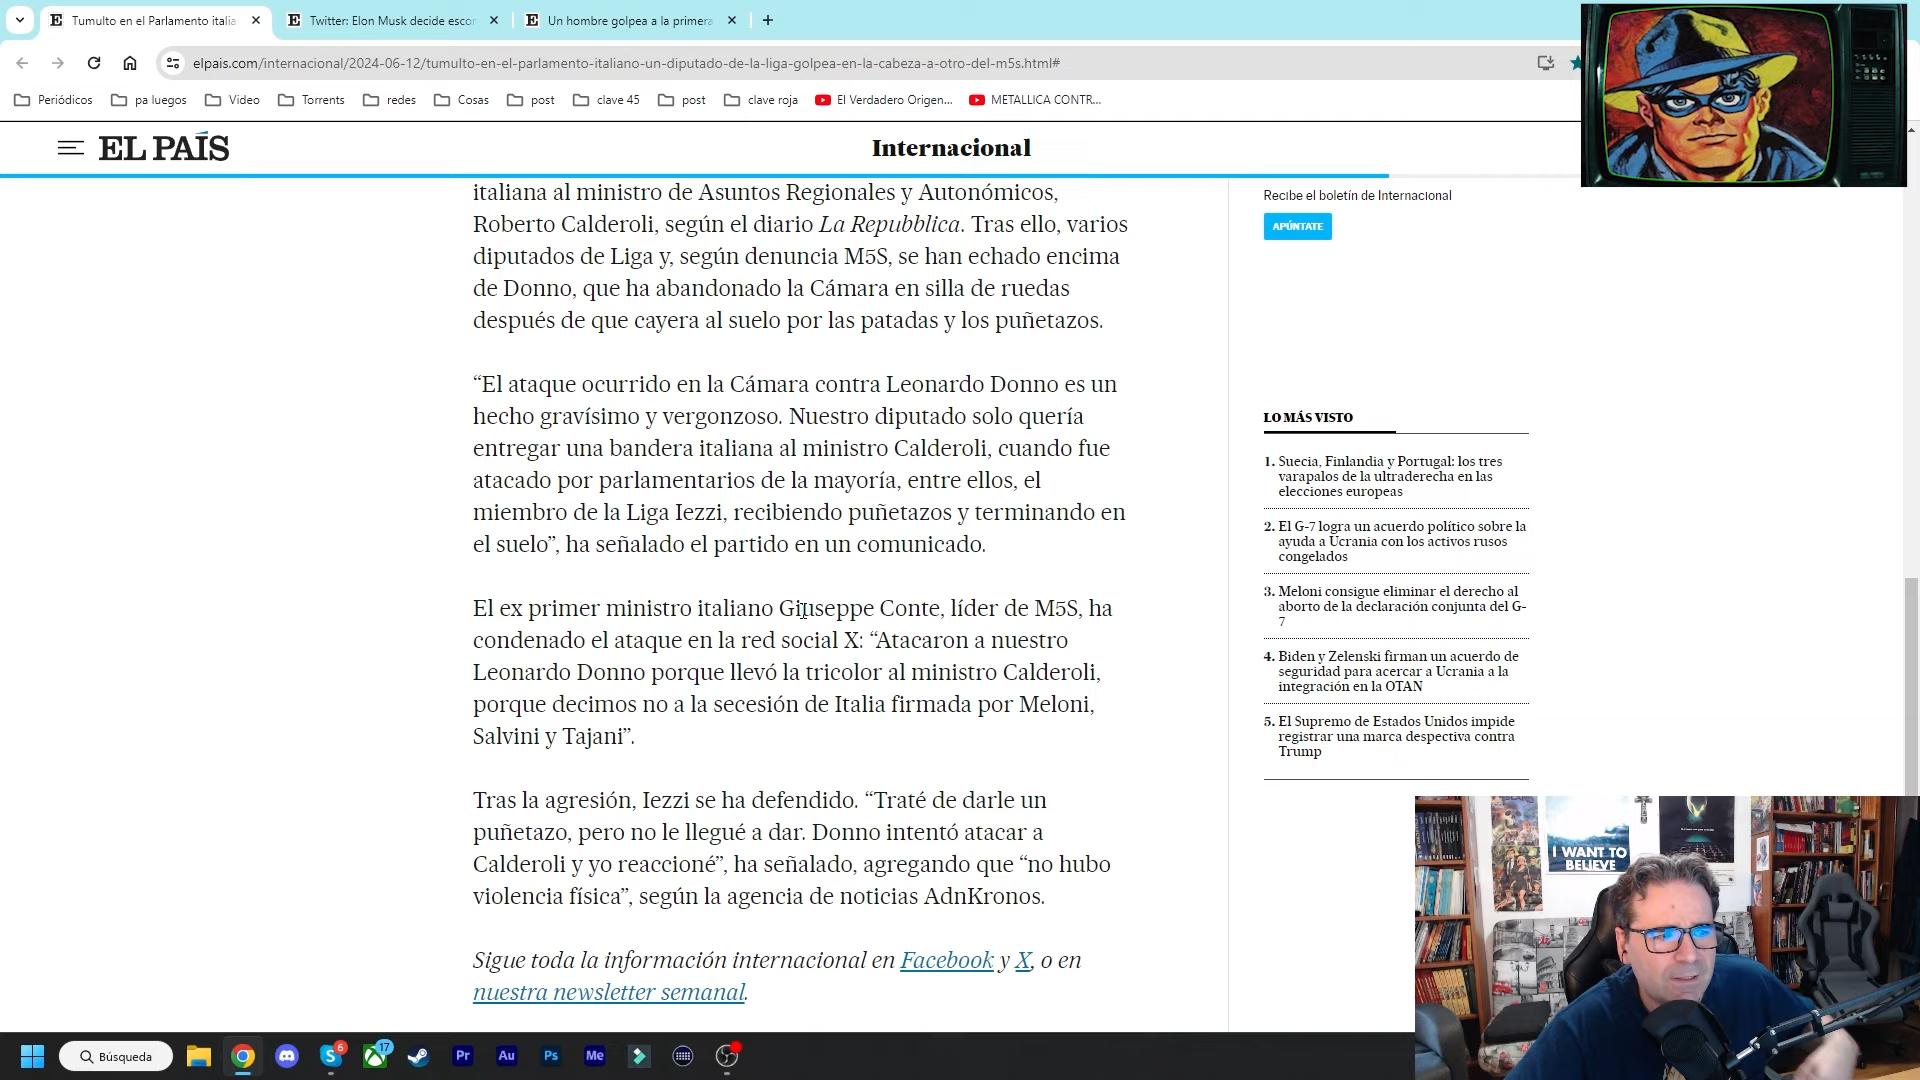 Tumulto en el Parlamento italia
Twitter: Elon Musk decide escor
Un hombre golpea a la primera
elpais.com/internacional/2024-06-12/tumulto-en-el-parlamento-italiano-un-diputado-de-la-liga-golpea-en-la-cabeza-a-otro-del-m5s.html#
Periódicos
pa luegos
Vídeo
Torrents
redes
Cosas
post
clave 45
post
clave roja
El Verdadero Origen...
METALLICA CONTR...
EL PAÍS
Internacional
italiana al ministro de Asuntos Regionales y Autonómicos,
Roberto Calderoli, según el diario La Repubblica. Tras ello, varios
diputados de Liga y, según denuncia M5S, se han echado encima
de Donno, que ha abandonado la Cámara en silla de ruedas
después de que cayera al suelo por las patadas y los puñetazos.
“El ataque ocurrido en la Cámara contra Leonardo Donno es un
hecho gravísimo y vergonzoso. Nuestro diputado solo quería
entregar una bandera italiana al ministro Calderoli, cuando fue
atacado por parlamentarios de la mayoría, entre ellos, el
miembro de la Liga Iezzi, recibiendo puñetazos y terminando en
el suelo”, ha señalado el partido en un comunicado.
El ex primer ministro italiano Giuseppe Conte, líder de M5S, ha
condenado el ataque en la red social X: “Atacaron a nuestro
Leonardo Donno porque llevó la tricolor al ministro Calderoli,
porque decimos no a la secesión de Italia firmada por Meloni,
Salvini y Tajani”.
Tras la agresión, Iezzi se ha defendido. “Traté de darle un
puñetazo, pero no le llegué a dar. Donno intentó atacar a
Calderoli y yo reaccioné”, ha señalado, agregando que “no hubo
violencia física”, según la agencia de noticias AdnKronos.
Sigue toda la información internacional en Facebook y X, o en
nuestra newsletter semanal.
Recibe el boletín de Internacional
APÚNTATE
LO MÁS VISTO
1. Suecia, Finlandia y Portugal: los tres
varapalos de la ultraderecha en las
elecciones europeas
2. El G-7 logra un acuerdo político sobre la
ayuda a Ucrania con los activos rusos
congelados
3. Meloni consigue eliminar el derecho al
aborto de la declaración conjunta del G-
7
4. Biden y Zelenski firman un acuerdo de
seguridad para acercar a Ucrania a la
integración en la OTAN
5. El Supremo de Estados Unidos impide
registrar una marca despectiva contra
Trump
I WANT TO
BELIEVE
Búsqueda
6
17
Pr
Au
Ps
Me